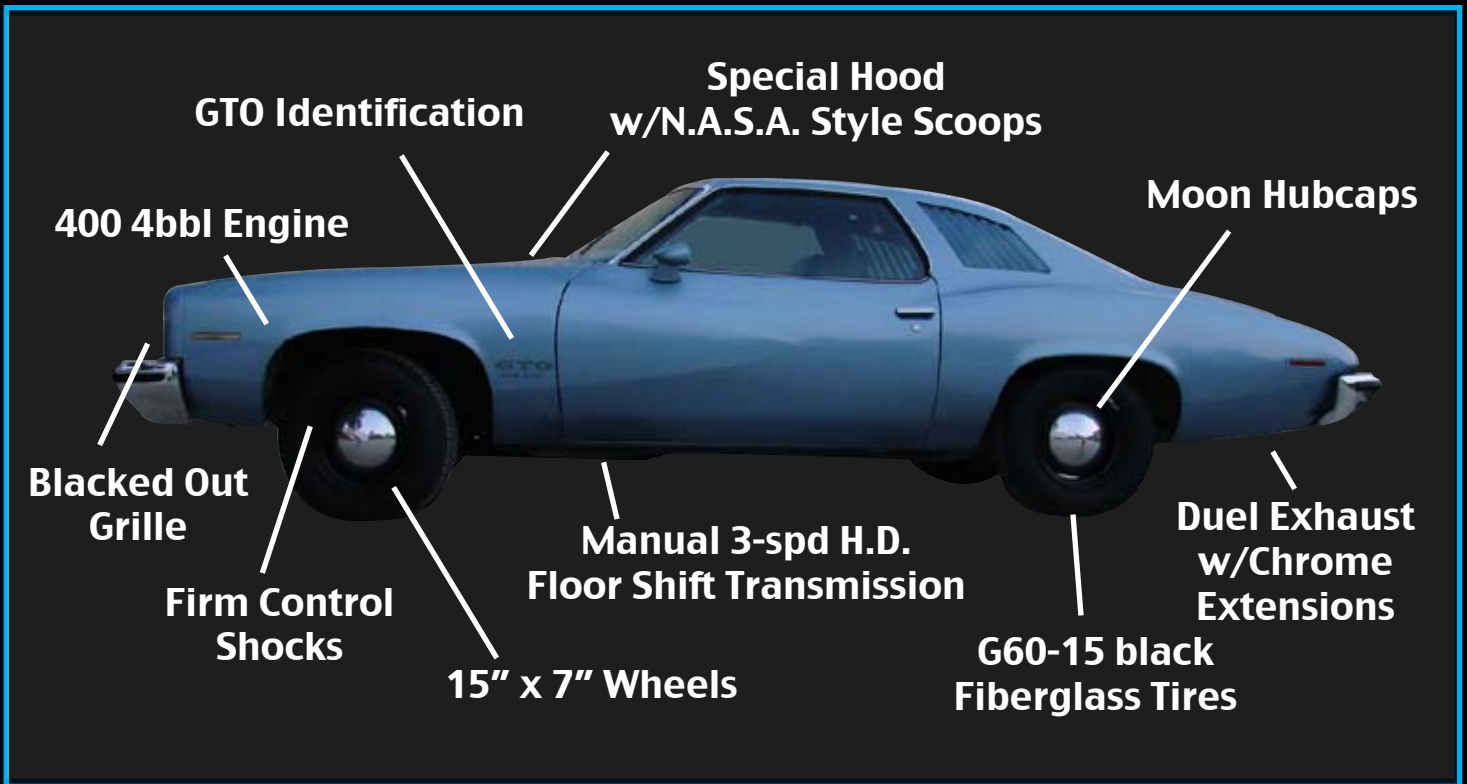 Special Hood
w/N.A.S.A. Style Scoops
GTO Identification
Moon Hubcaps
400 4bbl Engine
GTO
Blacked Out
Grille
Duel Exhaust
w/Chrome
Extensions
Manual 3-spd H.D.
Floor Shift Transmission
Firm Control
Shocks
G60-15 black
Fiberglass Tires
15” x 7” Wheels